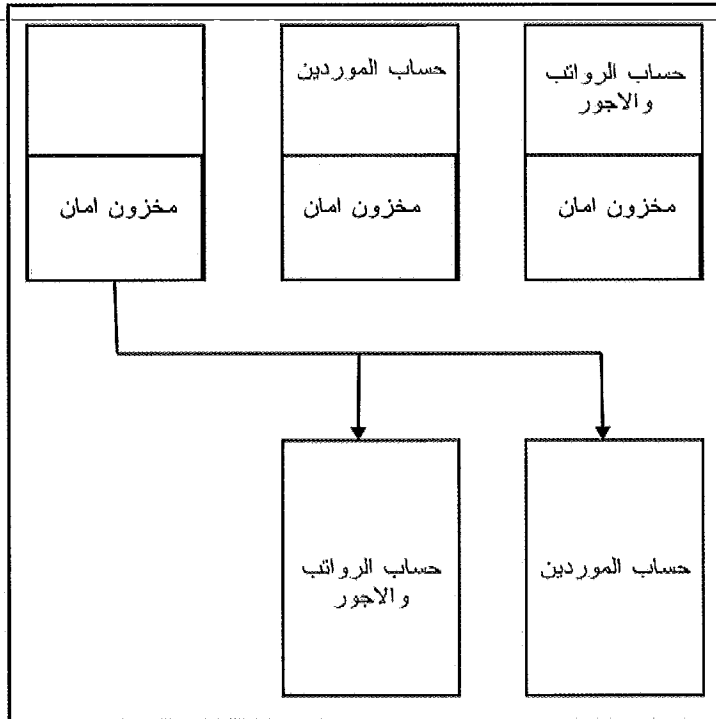 حساب الرواتب
والاجور
حساب الموردين
مخزون امان
مخزون امان
مخزون امان
حساب الموردين
حساب الرواتب
والاجور